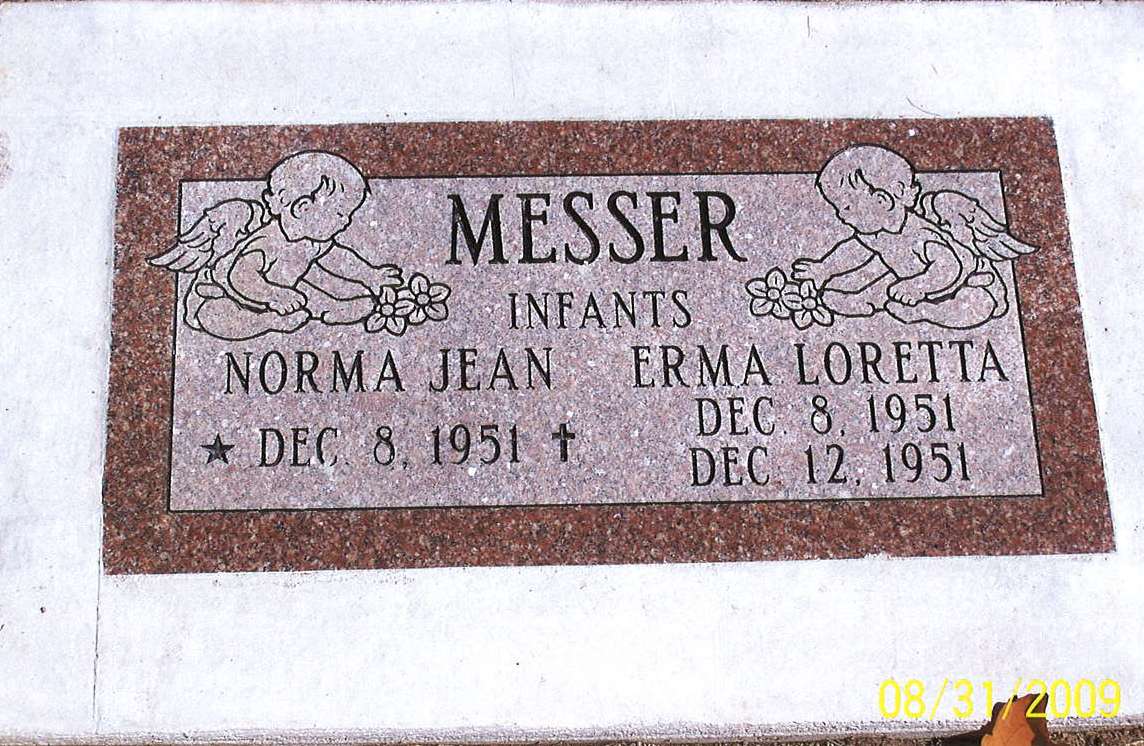 MESSER
INFANTS
NORMA JEAN
★ DEC. 8, 1951 ✝
ERMA LORETTA
DEC. 8, 1951
DEC. 12, 1951
08/31/2009